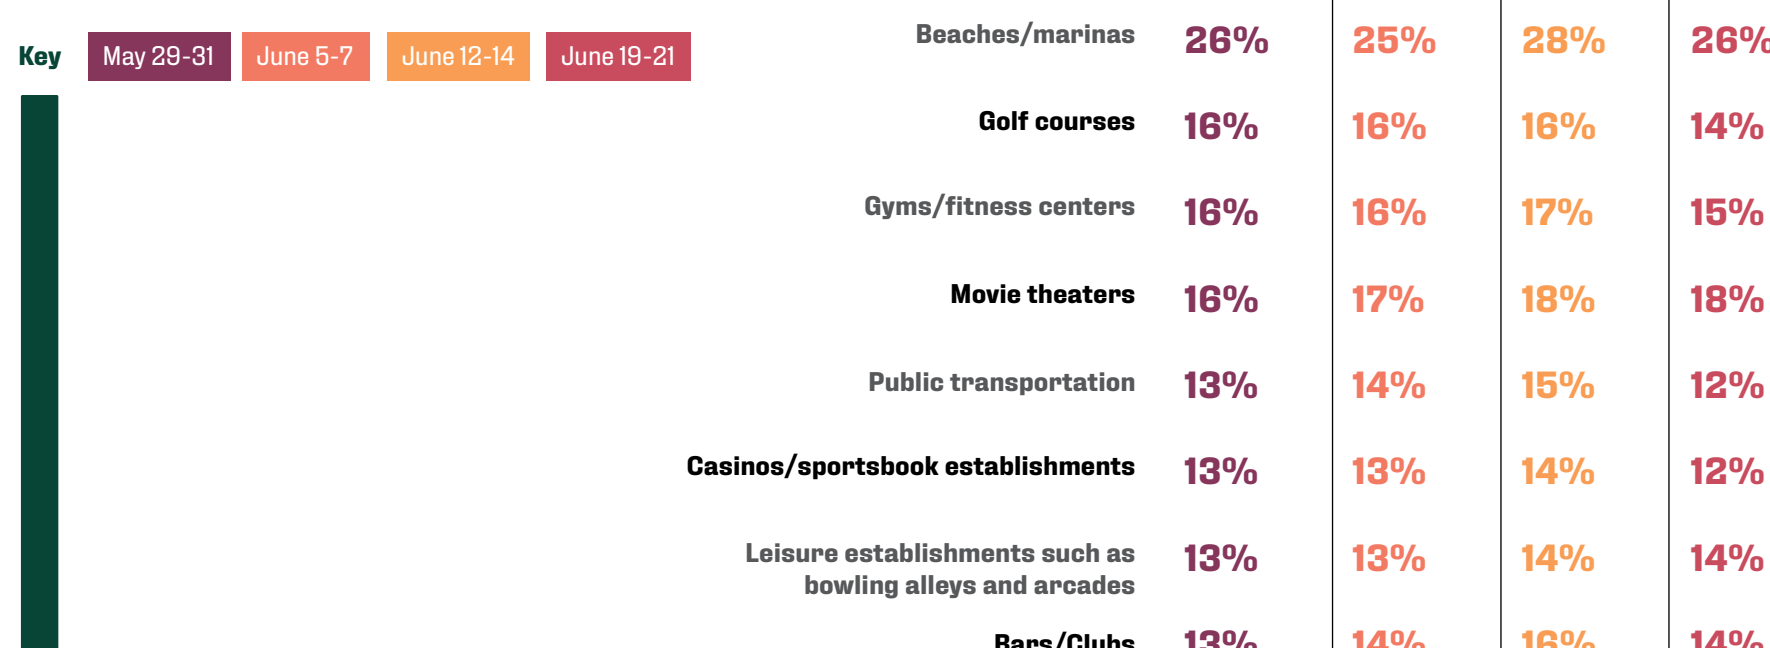 Key May 29-31 June 5-7 June 12-14 June 19-21
Beaches/marinas 26% 25% 28% 26%
Golf courses 16% 16% 16% 14%
Gyms/fitness centers 16% 16% 17% 15%
Movie theaters 16% 17% 18% 18%
Public transportation 13% 14% 15% 12%
Casinos/sportsbook establishments 13% 13% 14% 12%
Leisure establishments such as
bowling alleys and arcades 13% 13% 14% 14%
Bars/Clubs 13% 14% 16% 14%